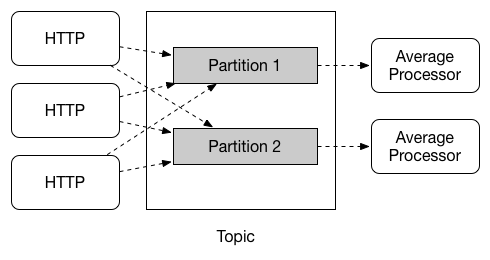 HTTP
HTTP
HTTP
Partition 1
Partition 2
Average
Processor
Average
Processor
Topic